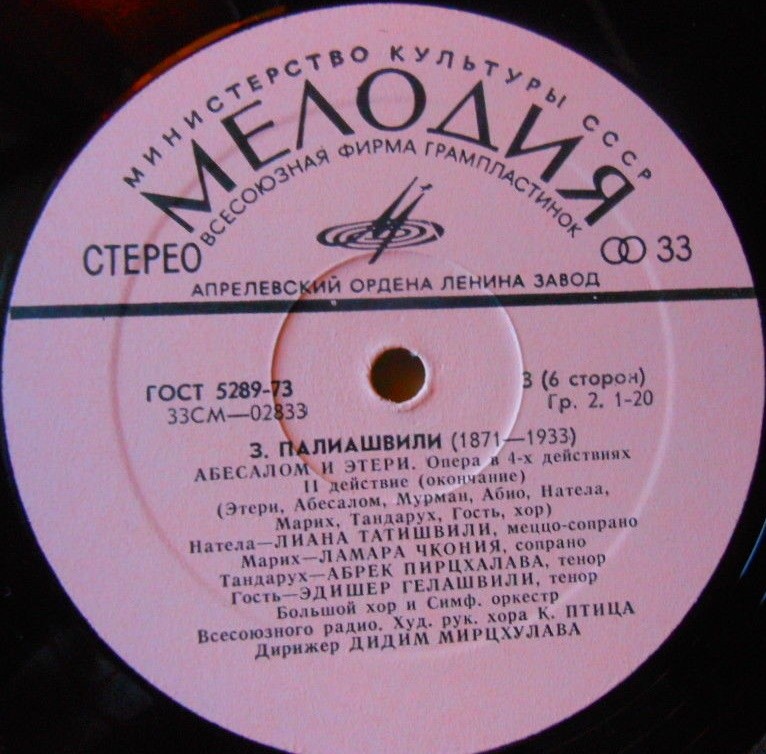 МИНИСТЕРСТВО КУЛЬТУРЫ СССР
МЕЛОДИЯ
ВСЕСОЮЗНАЯ ФИРМА ГРАМПЛАСТИНОК
СТЕРЕО
33
АПРЕЛЕВСКИЙ ОРДЕНА ЛЕНИНА ЗАВОД
ГОСТ 5289-73
3 (6 сторон)
33СМ—02833
Гр. 2. 1-20
З. ПАЛИАШВИЛИ (1871—1933)
АБЕСАЛОМ И ЭТЕРИ. Опера в 4-х действиях
II действие (окончание)
(Этери, Абесалом, Мурман, Абио, Натела,
Марих, Тандарух, Гость, хор)
Натела—ЛИАНА ТАТИШВИЛИ, меццо-сопрано
Марих—ЛАМАРА ЧКОНИЯ, сопрано
Тандарух—АБРЕК ПИРЦХАЛАВА, тенор
Гость—ЭДИШЕР ГЕЛАШВИЛИ, тенор
Большой хор и Симф. оркестр
Всесоюзного радио. Худ. рук. хора К. ПТИЦА
Дирижер ДИДИМ МИРЦХУЛАВА